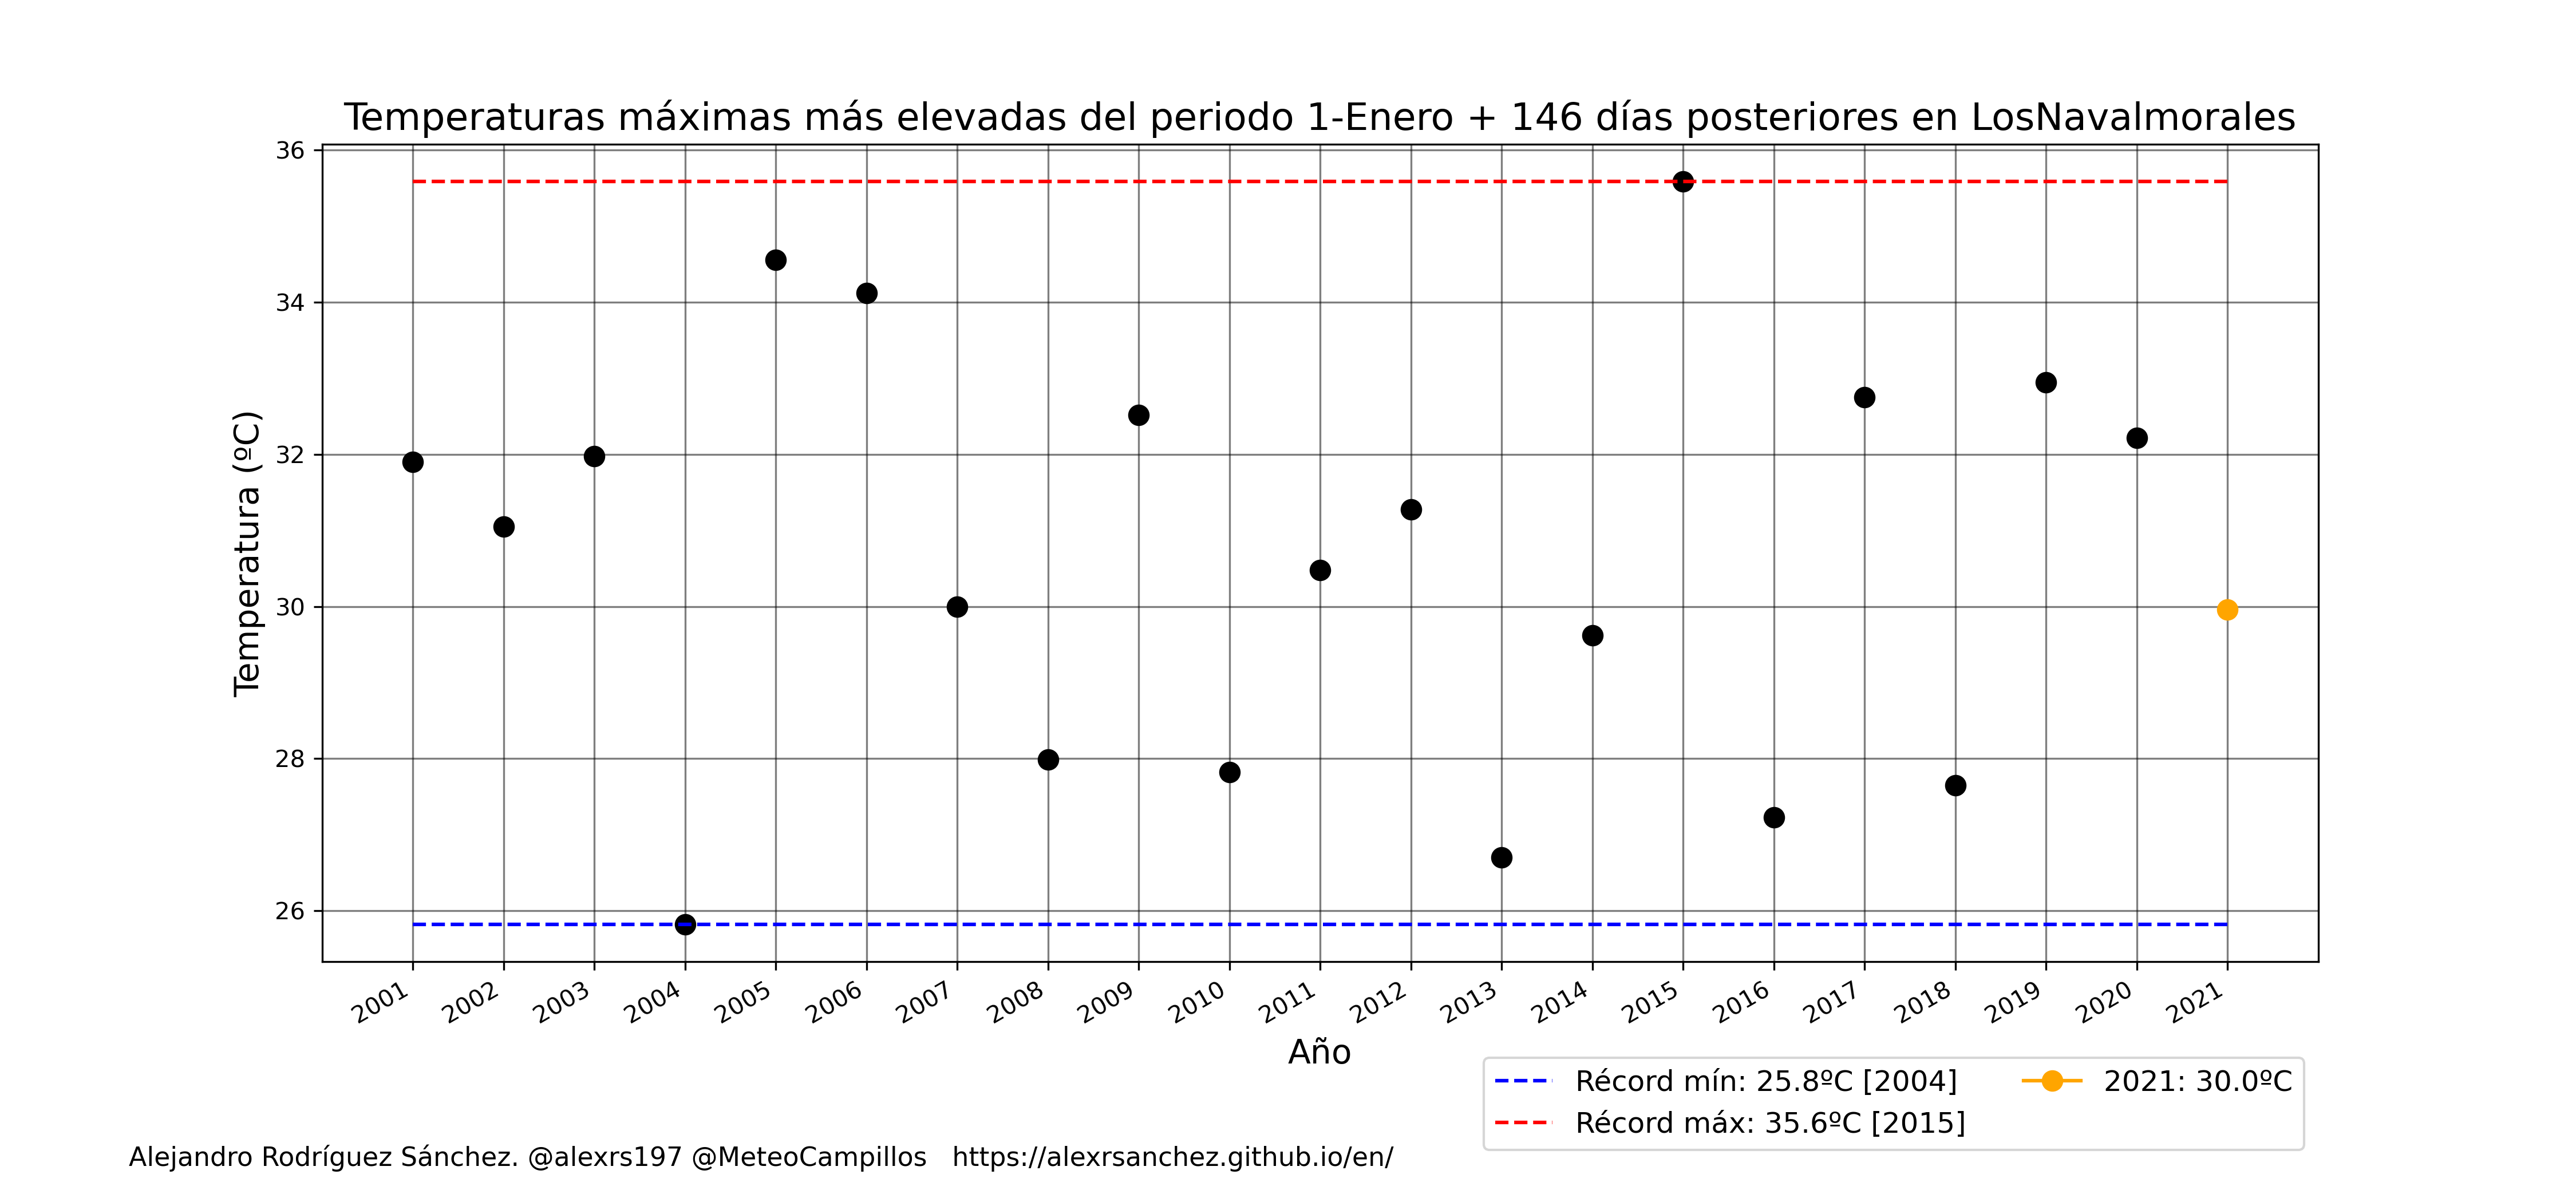 Temperaturas máximas más elevadas del periodo 1-Enero + 146 días posteriores en LosNavalmorales
36
34
32
30
28
26
Temperatura (ºC)
2001 2002 2003 2004 2005 2006 2007 2008 2009 2010 2011 2012 2013 2014 2015 2016 2017 2018 2019 2020 2021
Año
Récord mín: 25.8ºC [2004]
Récord máx: 35.6ºC [2015]
2021: 30.0ºC
Alejandro Rodríguez Sánchez. @alexrs197 @MeteoCampillos https://alexrsanchez.github.io/en/